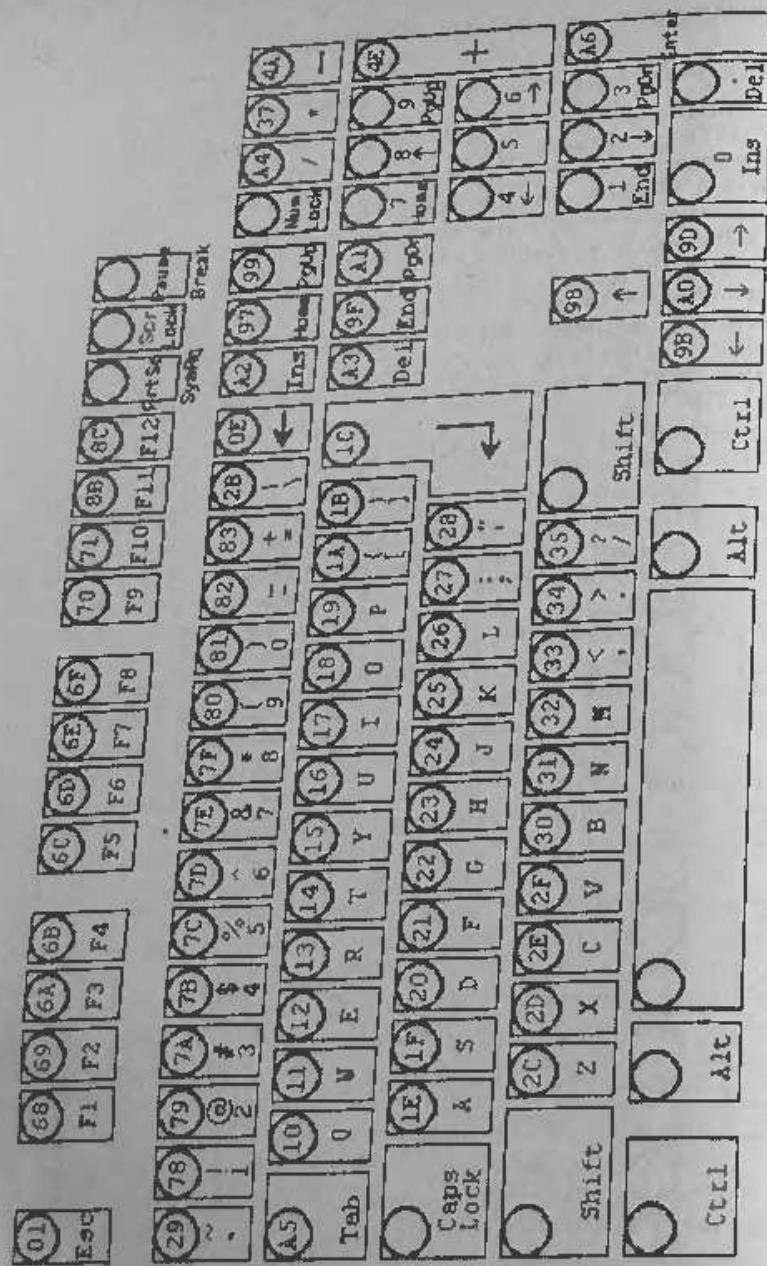 01 68 69 6A 6B 6C 6D 6E 6F 70 71 8B 8C
Esc F1 F2 F3 F4 F5 F6 F7 F8 F9 F10 F11 F12 PrtSc Scr Lock Pause
SysRq Break
29 78 79 7A 7B 7C 7D 7E 7F 80 81 82 83 2B 0E A2 97 99 A4 37 4A
~ ! @ # $ % ^ & * ( ) _ + | ← Ins Home PgUp Num Lock / * -
2 3 4 5 6 7 8 9 0 = \
A5 10 11 12 13 14 15 16 17 18 19 1A 1B 1C A3 9F A1 4E
Tab Q W E R T Y U I O P { } Del End PgDn 7 Home 8 ↑ 9 PgUp +
1E 1F 20 21 22 23 24 25 26 27 28
Caps Lock A S D F G H J K L : ; " ' ↵ 4 ← 5 6 →
2C 2D 2E 2F 30 31 32 33 34 35 98 A6
Shift Z X C V B N M < , > . ? / Shift ↑ 1 End 2 ↓ 3 PgDn Enter
9B A0 9D
Ctrl Alt Alt Ctrl ← ↓ → 0 Ins . Del